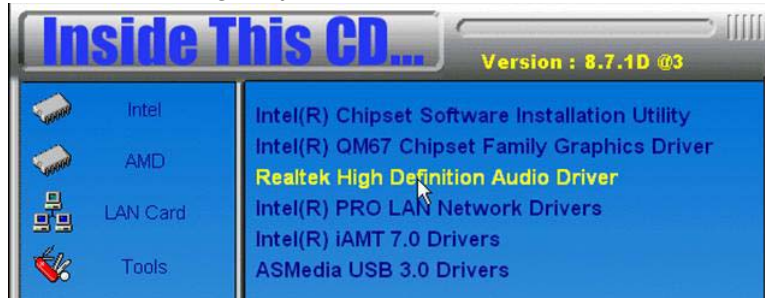 Inside This CD...
Version : 8.7.1D @3
Intel
AMD
LAN Card
Tools
Intel(R) Chipset Software Installation Utility
Intel(R) QM67 Chipset Family Graphics Driver
Realtek High Definition Audio Driver
Intel(R) PRO LAN Network Drivers
Intel(R) iAMT 7.0 Drivers
ASMedia USB 3.0 Drivers